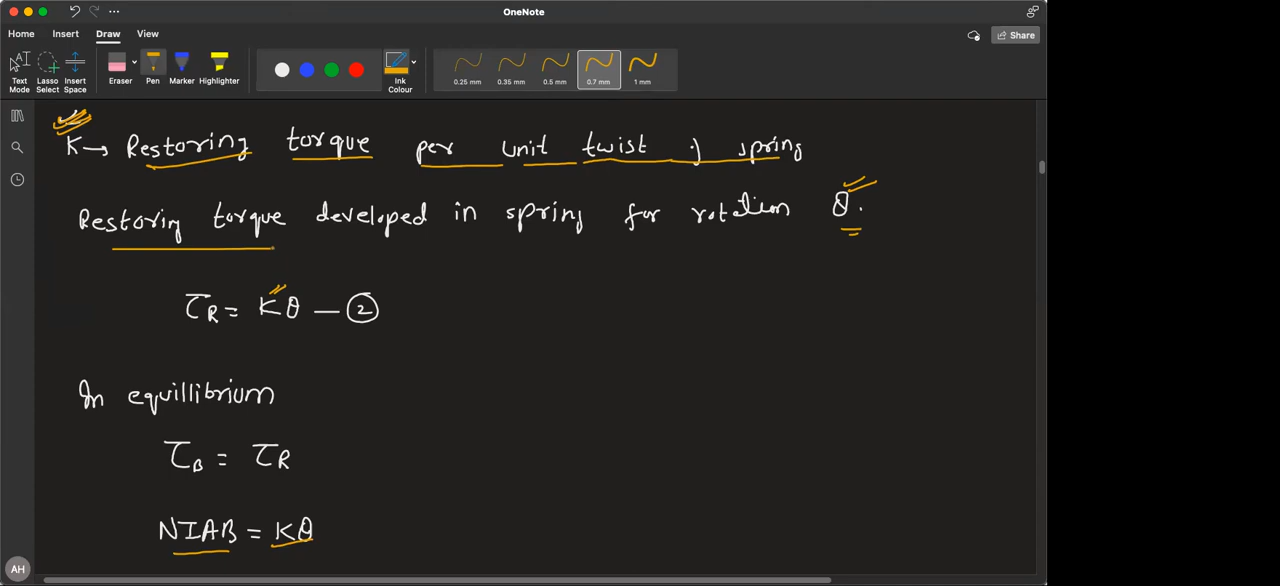 OneNote
Home Insert Draw View
Share
Text Mode
Lasso Select
Insert Space
Eraser
Pen
Marker
Highlighter
Ink Colour
0.25 mm
0.35 mm
0.5 mm
0.7 mm
1 mm
K → Restoring torque per unit twist of spring
Restoring torque developed in spring for rotation θ.
τR = Kθ — ②
In equillibrium
τB = τR
NIAB = Kθ
AH